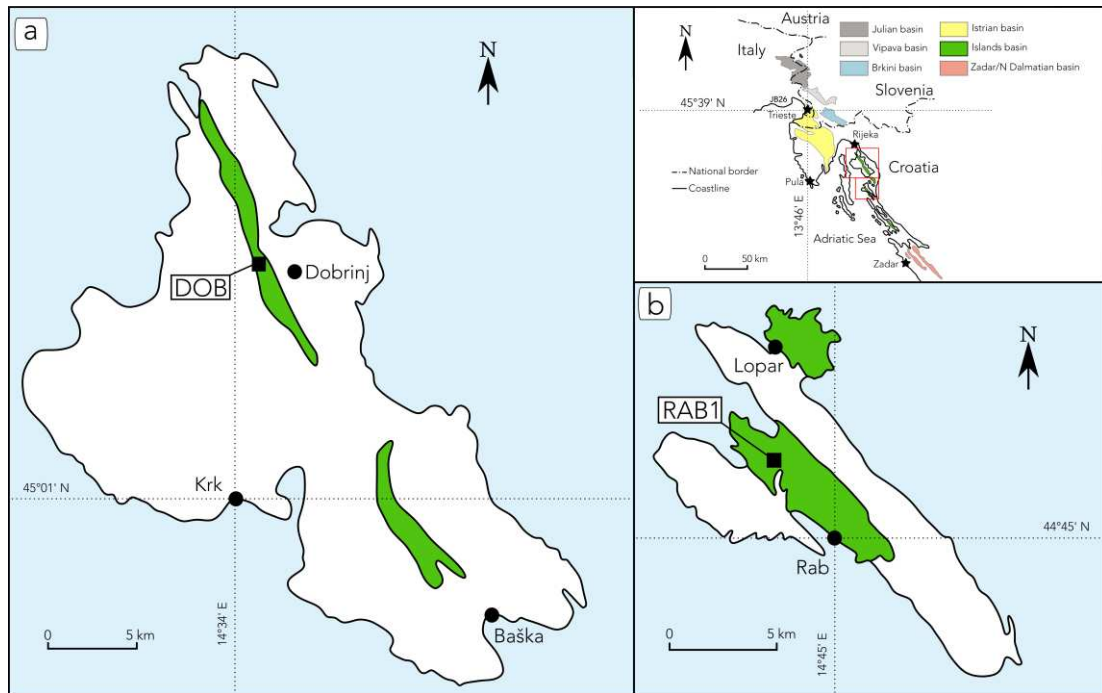 a
N
DOB
Dobrinj
Krk
45°01' N
14°34' E
Baška
0 5 km
Austria
N
Italy
Julian basin
Vipava basin
Brkini basin
Istrian basin
Islands basin
Zadar/N Dalmatian basin
Slovenia
45°39' N
JB26
Trieste
Rijeka
Croatia
National border
Coastline
Pula
13°46' E
Adriatic Sea
0 50 km
Zadar
b
N
Lopar
RAB1
44°45' N
Rab
0 5 km
14°45' E